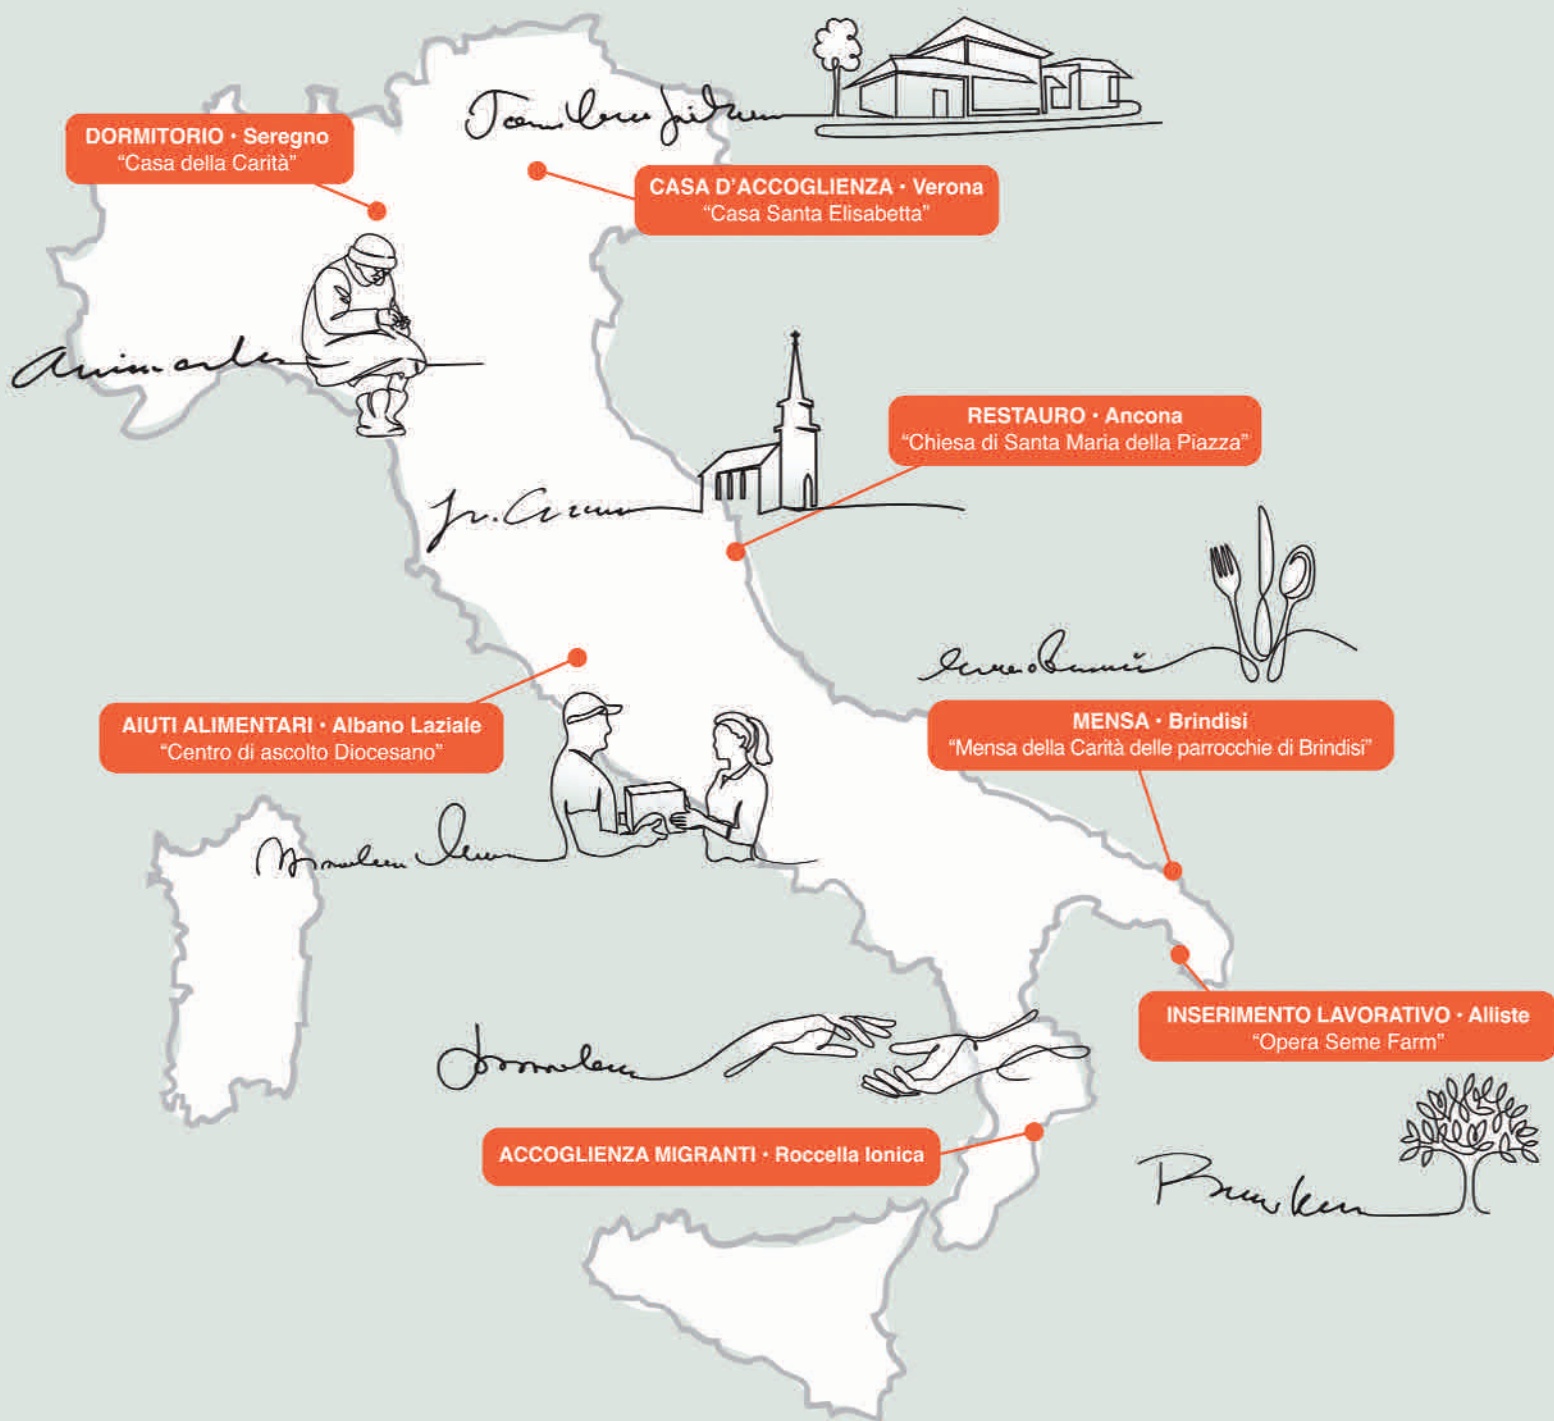 DORMITORIO • Seregno
“Casa della Carità”
CASA D’ACCOGLIENZA • Verona
“Casa Santa Elisabetta”
RESTAURO • Ancona
“Chiesa di Santa Maria della Piazza”
AIUTI ALIMENTARI • Albano Laziale
“Centro di ascolto Diocesano”
MENSA • Brindisi
“Mensa della Carità delle parrocchie di Brindisi”
INSERIMENTO LAVORATIVO • Alliste
“Opera Seme Farm”
ACCOGLIENZA MIGRANTI • Roccella Ionica